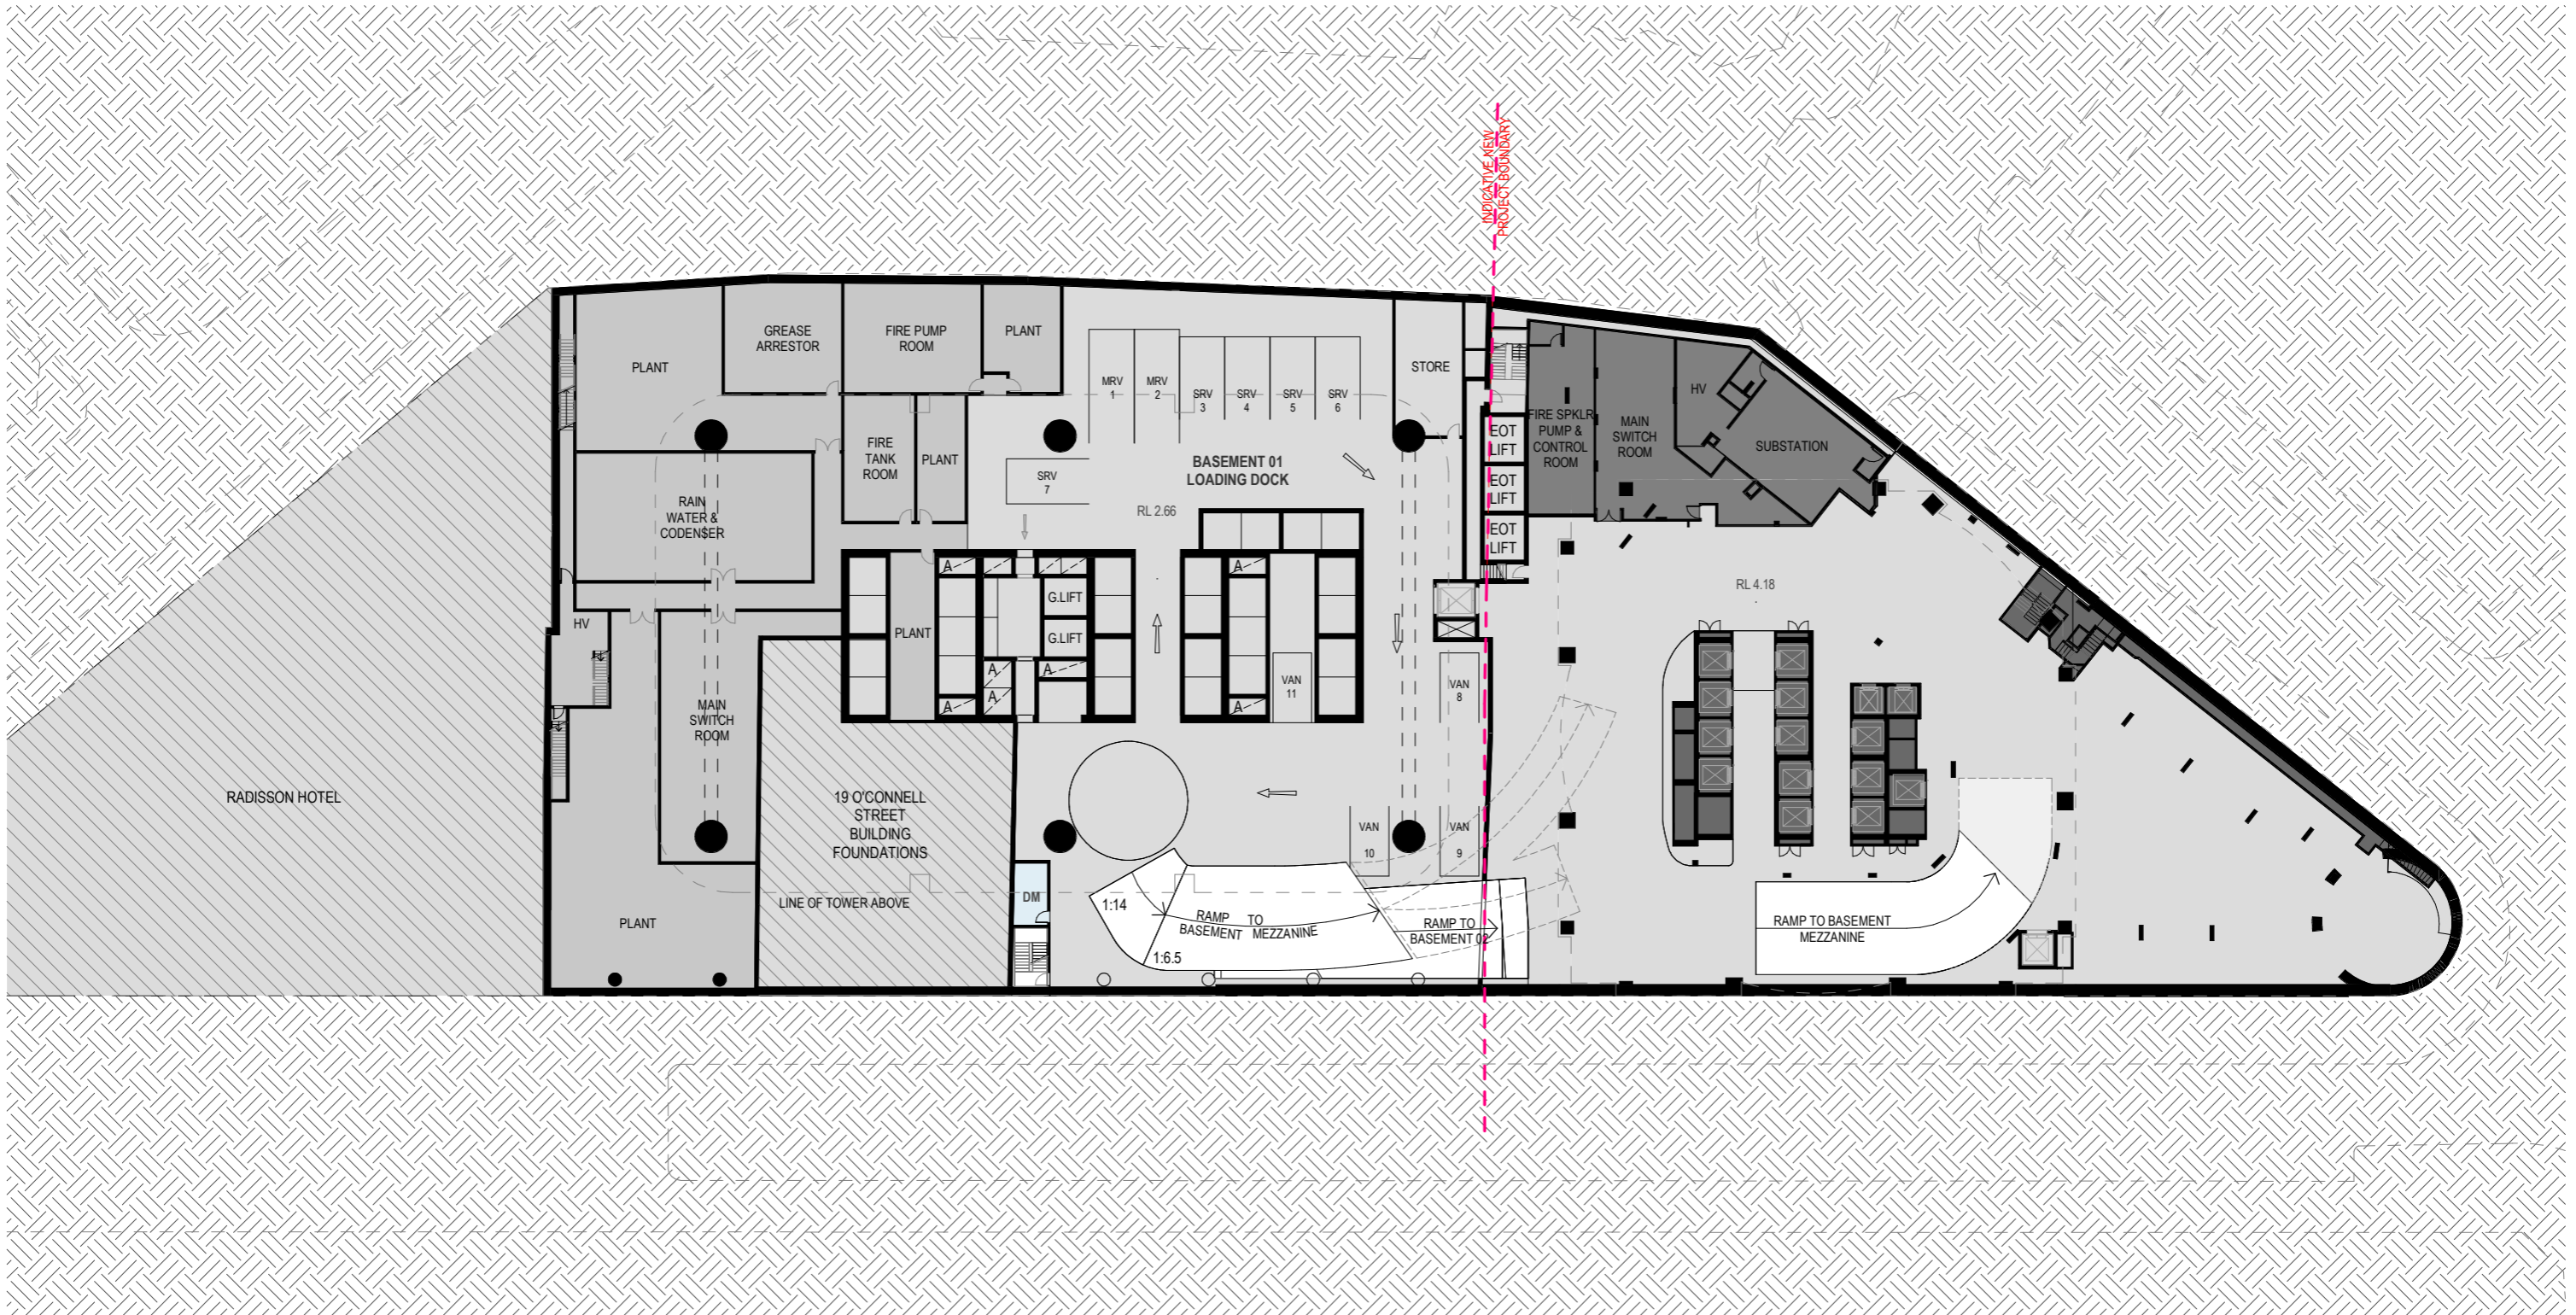 INDICATIVE NEW
PROJECT BOUNDARY
GREASE
ARRESTOR
FIRE PUMP
ROOM
PLANT
PLANT
MRV
1
MRV
2
SRV
3
SRV
4
SRV
5
SRV
6
STORE
HV
FIRE SPKLR
PUMP &
CONTROL
ROOM
MAIN
SWITCH
ROOM
SUBSTATION
EOT
LIFT
EOT
LIFT
EOT
LIFT
FIRE
TANK
ROOM
PLANT
SRV
7
BASEMENT 01
LOADING DOCK
RL 2.66
RAIN
WATER &
CODENSER
A
A
G.LIFT
G.LIFT
RL 4.18
HV
PLANT
A
A
A
A
A
VAN
11
VAN
8
MAIN
SWITCH
ROOM
RADISSON HOTEL
19 O'CONNELL
STREET
BUILDING
FOUNDATIONS
VAN
10
VAN
9
LINE OF TOWER ABOVE
DM
1:14
RAMP TO
BASEMENT MEZZANINE
1:6.5
RAMP TO
BASEMENT 02
RAMP TO BASEMENT
MEZZANINE
PLANT